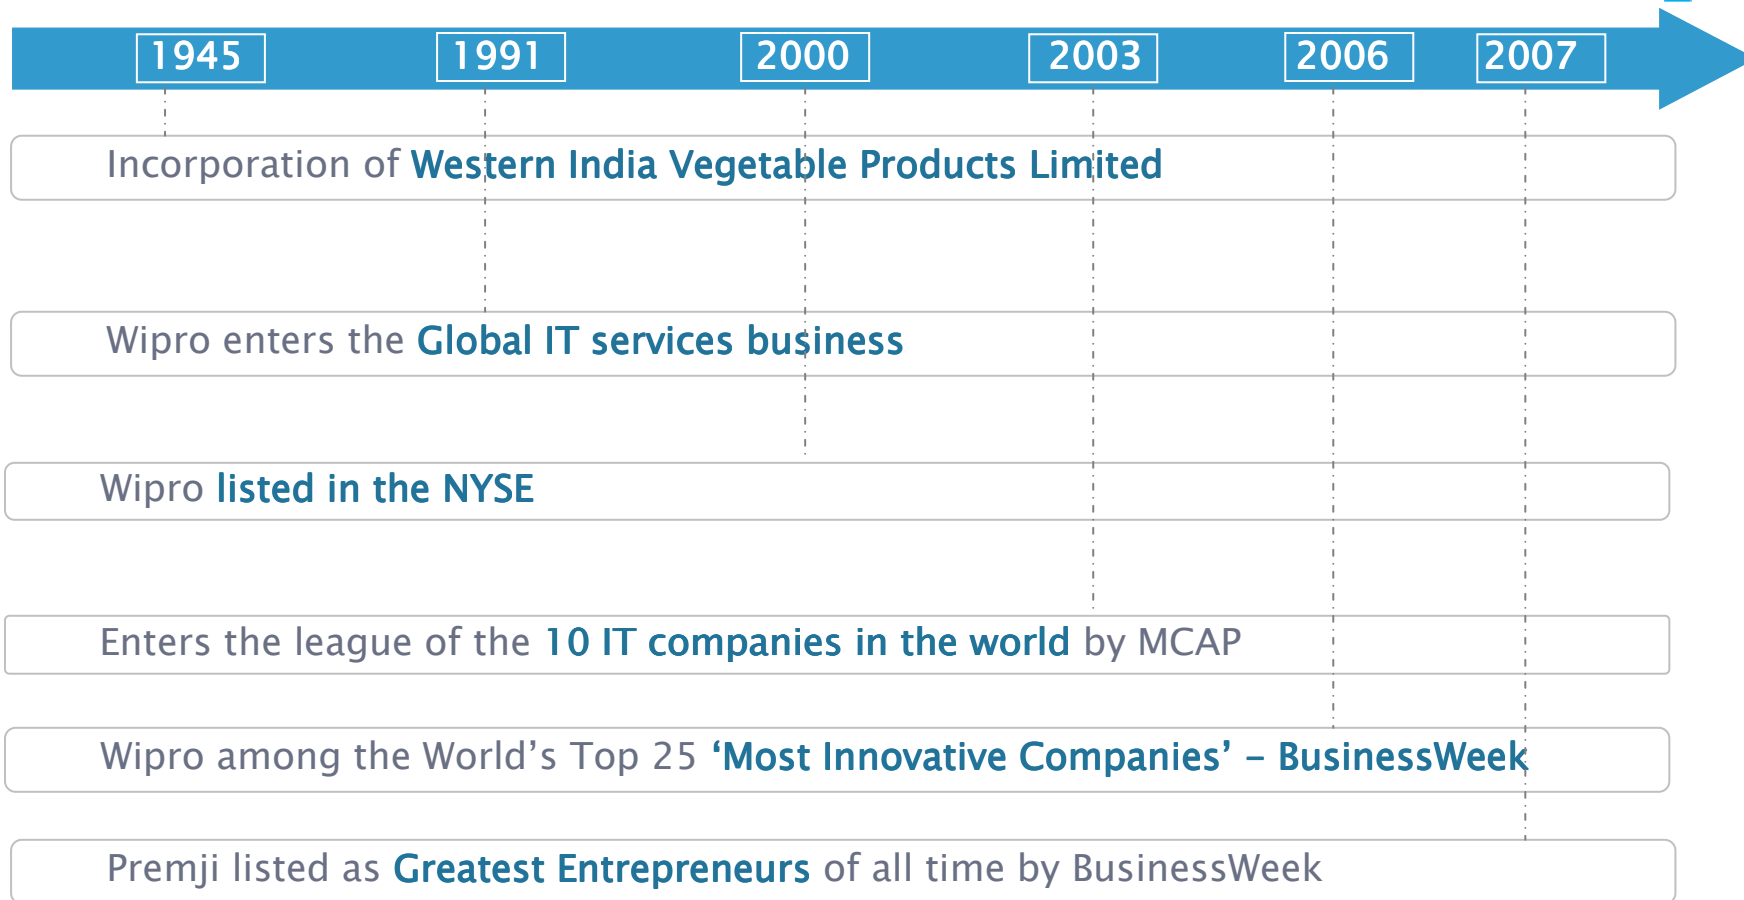 1945 1991 2000 2003 2006 2007
Incorporation of Western India Vegetable Products Limited
Wipro enters the Global IT services business
Wipro listed in the NYSE
Enters the league of the 10 IT companies in the world by MCAP
Wipro among the World’s Top 25 ‘Most Innovative Companies’ – BusinessWeek
Premji listed as Greatest Entrepreneurs of all time by BusinessWeek